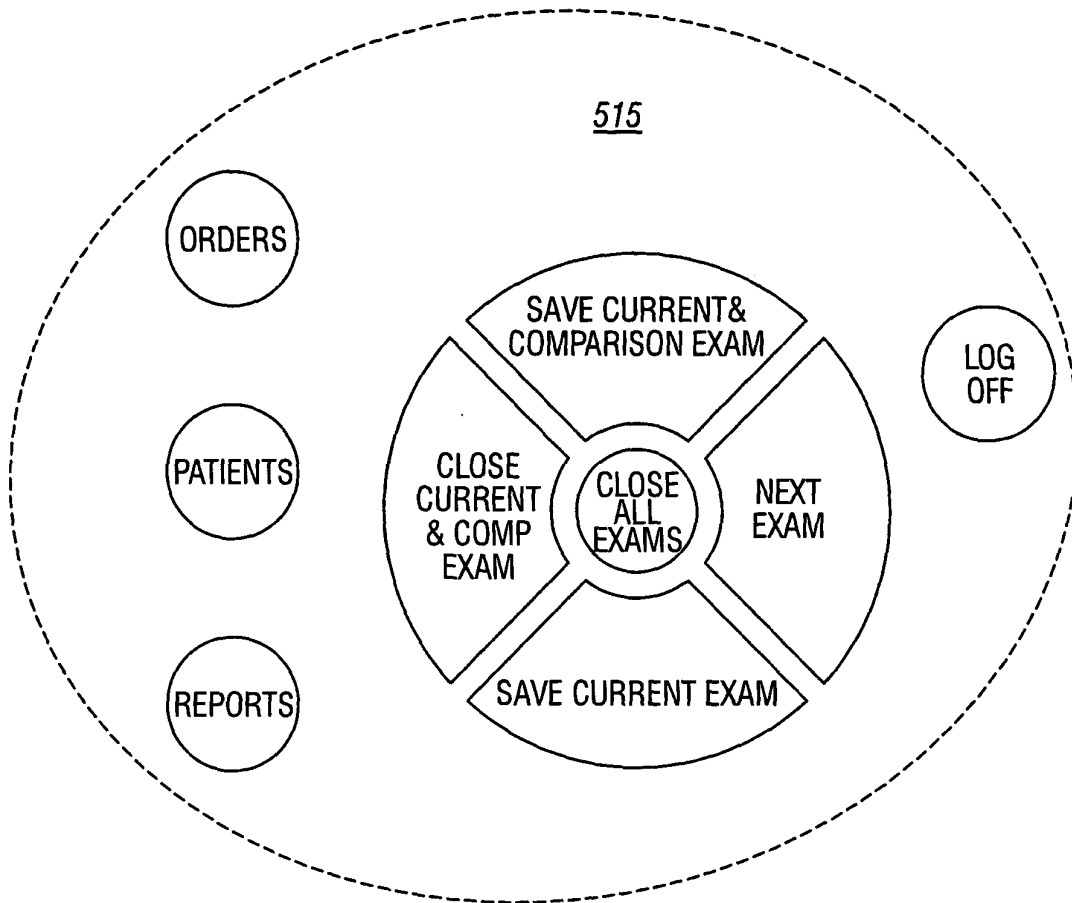 515
ORDERS
SAVE CURRENT&
COMPARISON EXAM
LOG
OFF
PATIENTS
CLOSE
CURRENT
& COMP
EXAM
CLOSE
ALL
EXAMS
NEXT
EXAM
SAVE CURRENT EXAM
REPORTS